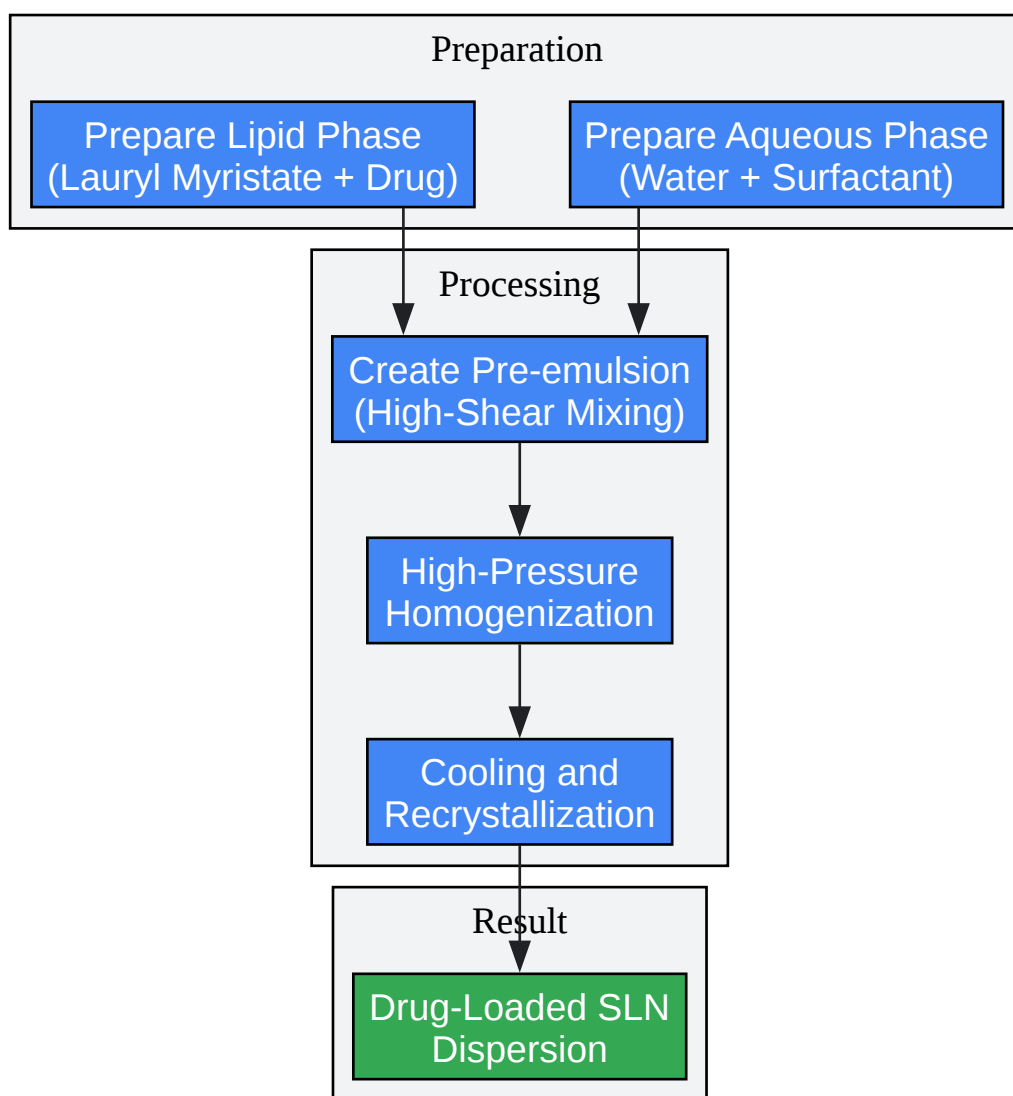 Preparation
Prepare Lipid Phase
(Lauryl Myristate + Drug)
Prepare Aqueous Phase
(Water + Surfactant)
Processing
Create Pre-emulsion
(High-Shear Mixing)
High-Pressure
Homogenization
Cooling and
Recrystallization
Result
Drug-Loaded SLN
Dispersion